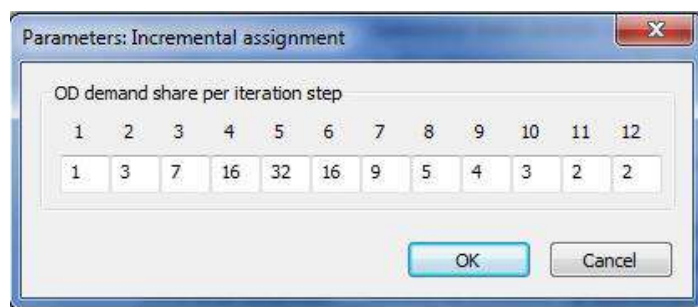 Parameters: Incremental assignment
OD demand share per iteration step
1 2 3 4 5 6 7 8 9 10 11 12
1 3 7 16 32 16 9 5 4 3 2 2
OK Cancel